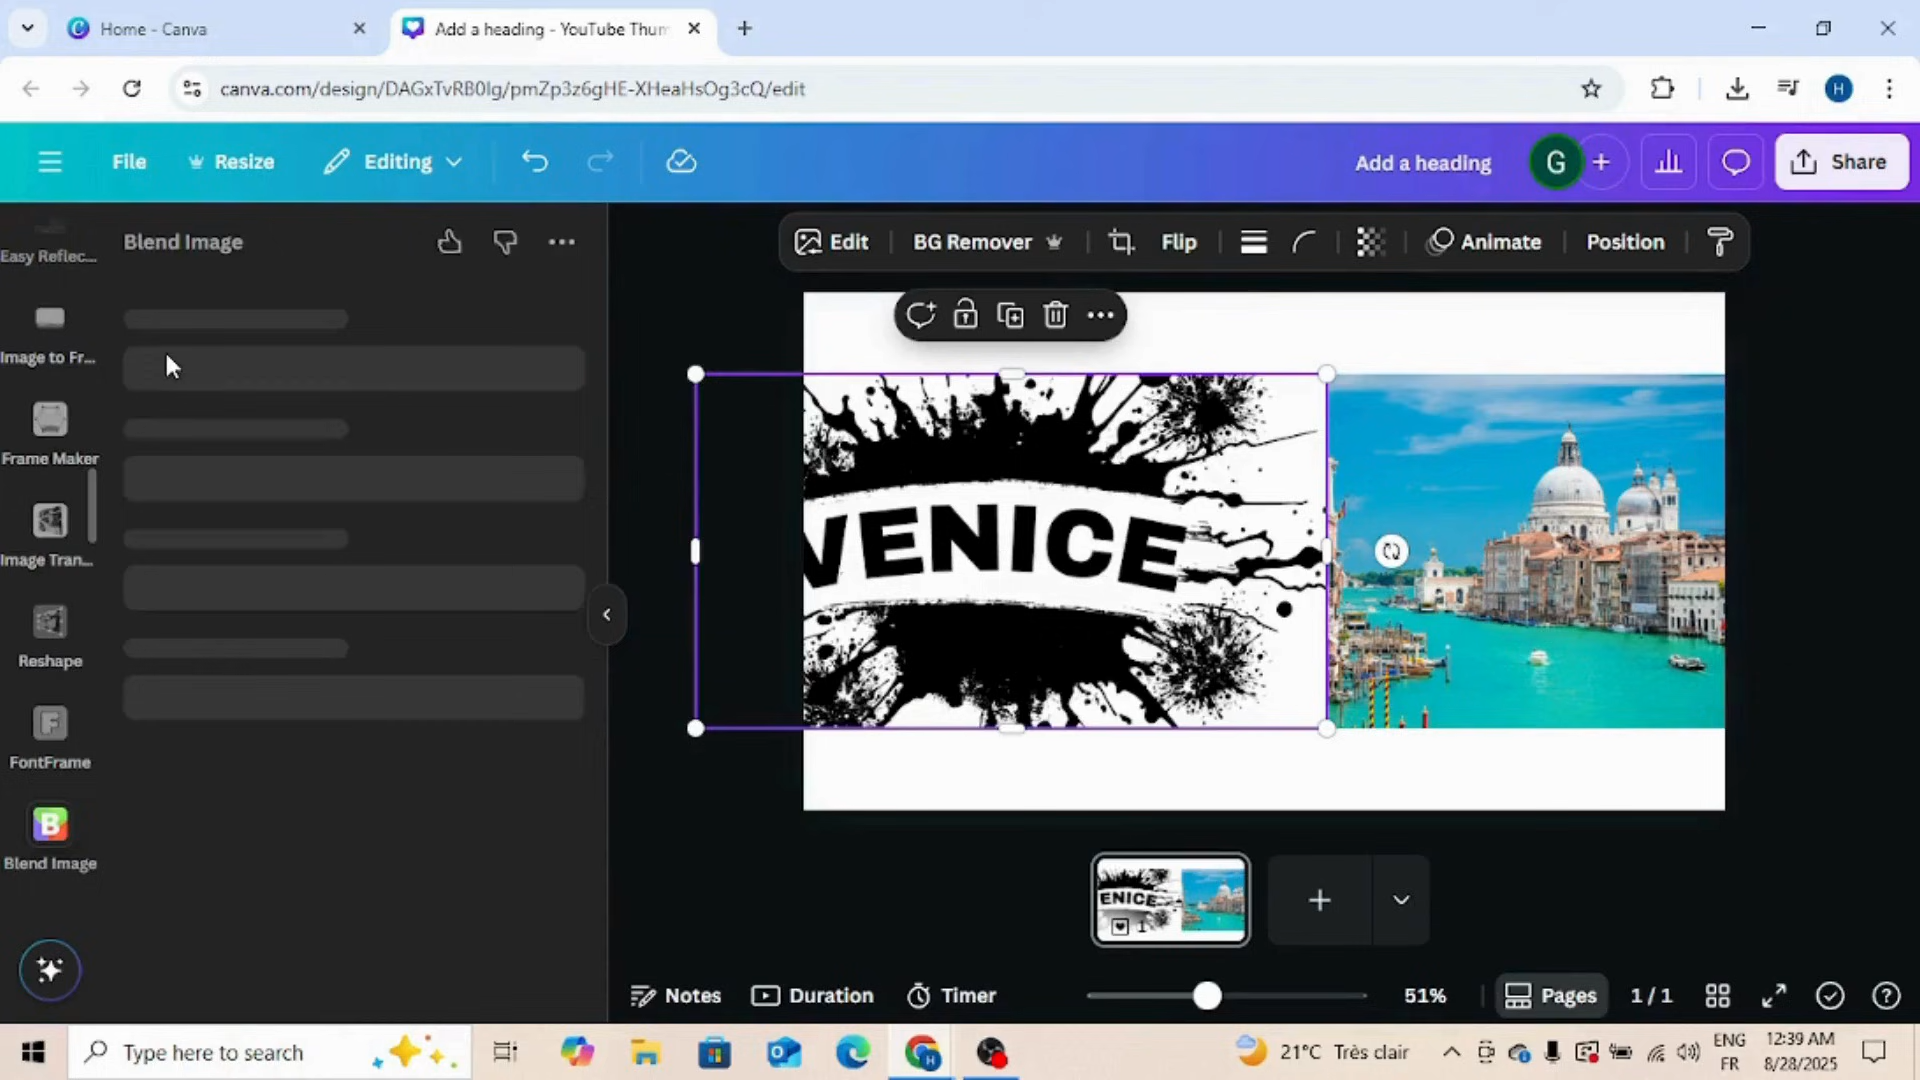 Home - Canva
Add a heading - YouTube Thum
canva.com/design/DAGxTvRB0Ig/pmZp3z6gHE-XHeaHsOg3cQ/edit
H
File
Resize
Editing
Add a heading
G
Share
Easy Reflec...
Image to Fr...
Frame Maker
Image Tran...
Reshape
FontFrame
B
Blend Image
Blend Image
Edit
BG Remover
Flip
Animate
Position
VENICE
ENICE
1
Notes
Duration
Timer
51%
Pages
1 / 1
Type here to search
21°C Très clair
ENG
FR
12:39 AM
8/28/2025